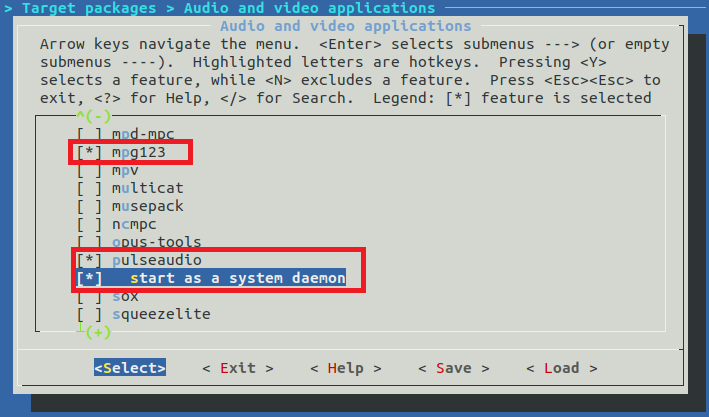 > Target packages > Audio and video applications
Audio and video applications
Arrow keys navigate the menu.  <Enter> selects submenus ---> (or empty
submenus ----).  Highlighted letters are hotkeys.  Pressing <Y>
selects a feature, while <N> excludes a feature.  Press <Esc><Esc> to
exit, <?> for Help, </> for Search.  Legend: [*] feature is selected
^(-)
[ ] mpd-mpc
[*] mpg123
[ ] mpv
[ ] multicat
[ ] musepack
[ ] ncmpc
[ ] opus-tools
[*] pulseaudio
[*]   start as a system daemon
[ ] sox
[ ] squeezelite
(+)
<Select>    < Exit >    < Help >    < Save >    < Load >